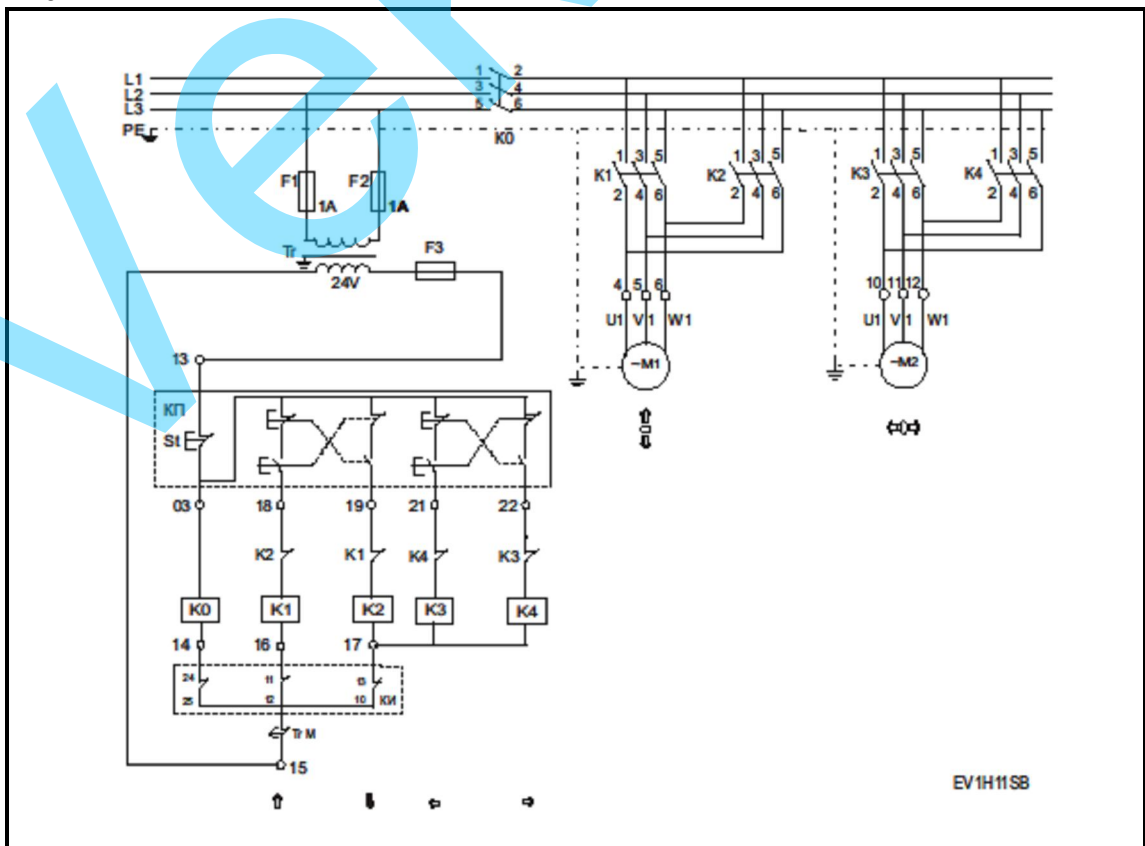 L1
L2
L3
PE
1 2
3 4
5 6
K0
F1
1A
F2
1A
Tr
24V
F3
K1
1 3 5
2 4 6
K2
1 3 5
2 4 6
K3
1 3 5
2 4 6
K4
1 3 5
2 4 6
4 5 6
U1 V1 W1
~M1
10 11 12
U1 V1 W1
~M2
13
КП
St
03 18 19 21 22
K2 K1 K4 K3
K0 K1 K2 K3 K4
14 16 17
24 11 13
25 12 10 КИ
Tr M
15
EV1H11SB